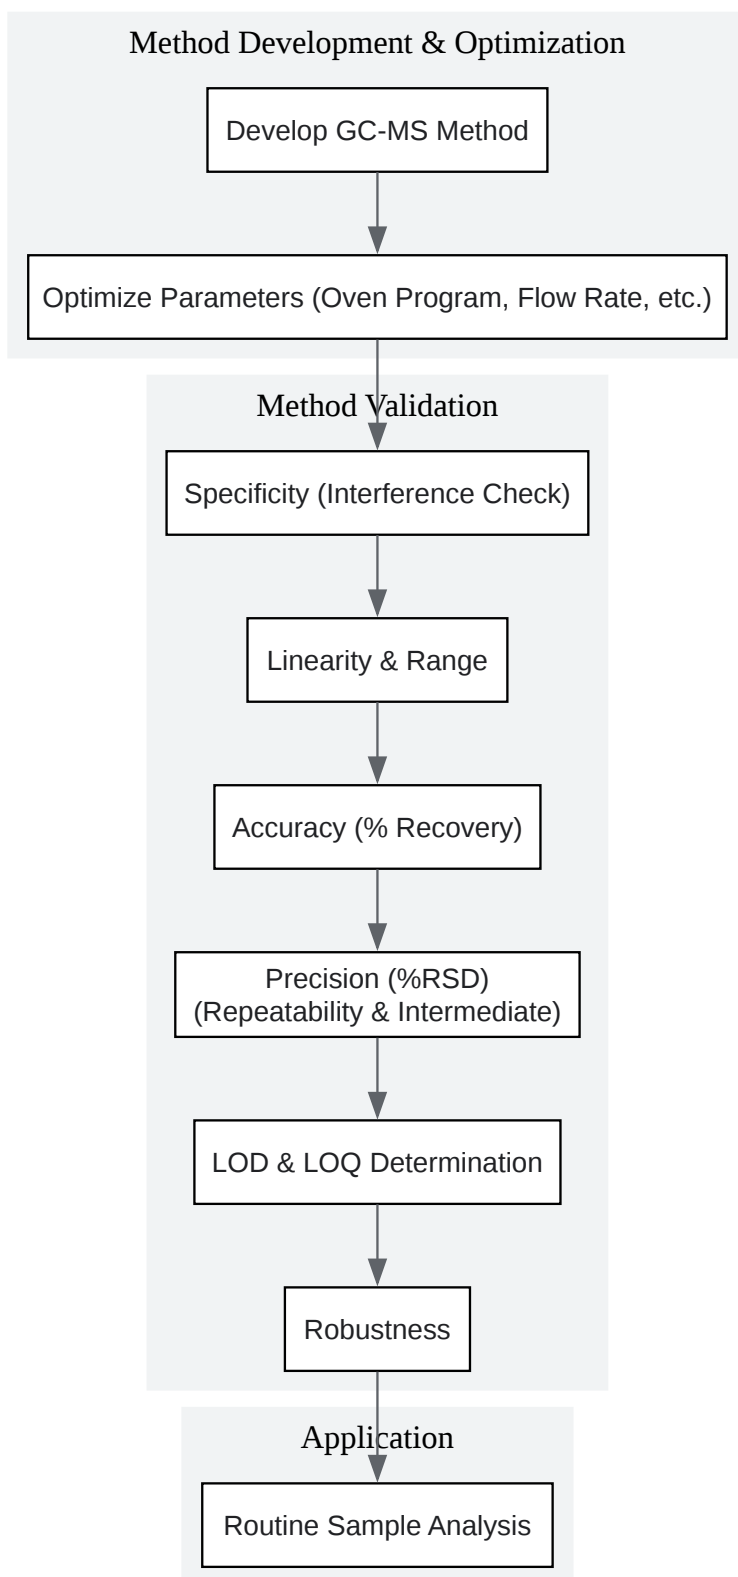 Method Development & Optimization
Develop GC-MS Method
Optimize Parameters (Oven Program, Flow Rate, etc.)
Method Validation
Specificity (Interference Check)
Linearity & Range
Accuracy (% Recovery)
Precision (%RSD)
(Repeatability & Intermediate)
LOD & LOQ Determination
Robustness
Application
Routine Sample Analysis